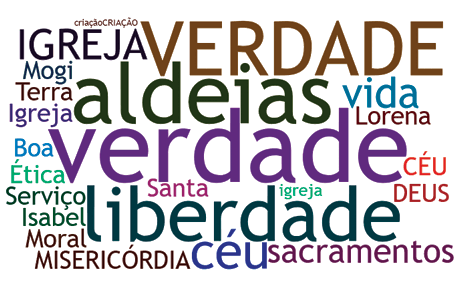 criaçãoCRIAÇÃO
IGREJA VERDADE
Mogi aldeias vida
Terra
Igreja Lorena
Boa verdade CÉU
Ética Santa igreja DEUS
Serviço liberdade
Isabel
Moral céu sacramentos
MISERICÓRDIA